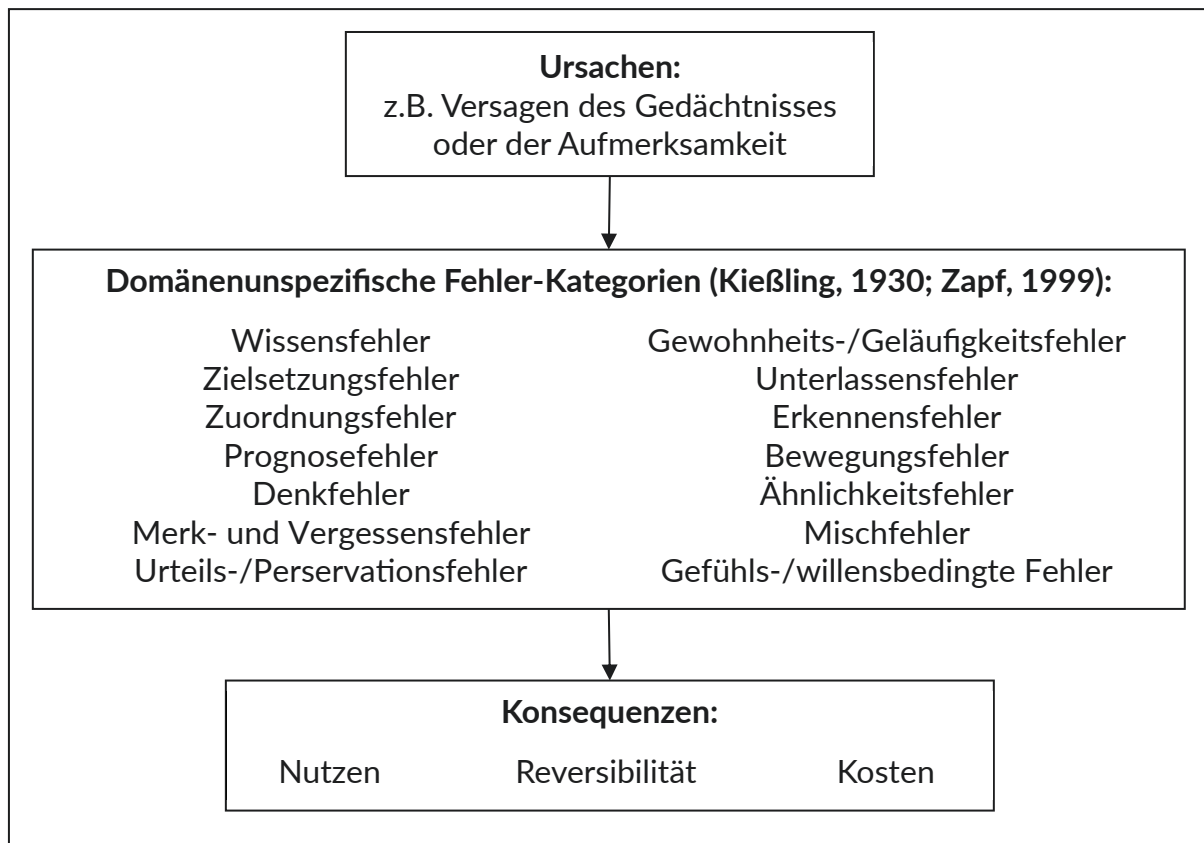 Ursachen:
z.B. Versagen des Gedächtnisses
oder der Aufmerksamkeit
Domänenunspezifische Fehler-Kategorien (Kießling, 1930; Zapf, 1999):
Wissensfehler
Zielsetzungsfehler
Zuordnungsfehler
Prognosefehler
Denkfehler
Merk- und Vergessensfehler
Urteils-/Perservationsfehler
Gewohnheits-/Geläufigkeitsfehler
Unterlassensfehler
Erkennensfehler
Bewegungsfehler
Ähnlichkeitsfehler
Mischfehler
Gefühls-/willensbedingte Fehler
Konsequenzen:
Nutzen Reversibilität Kosten